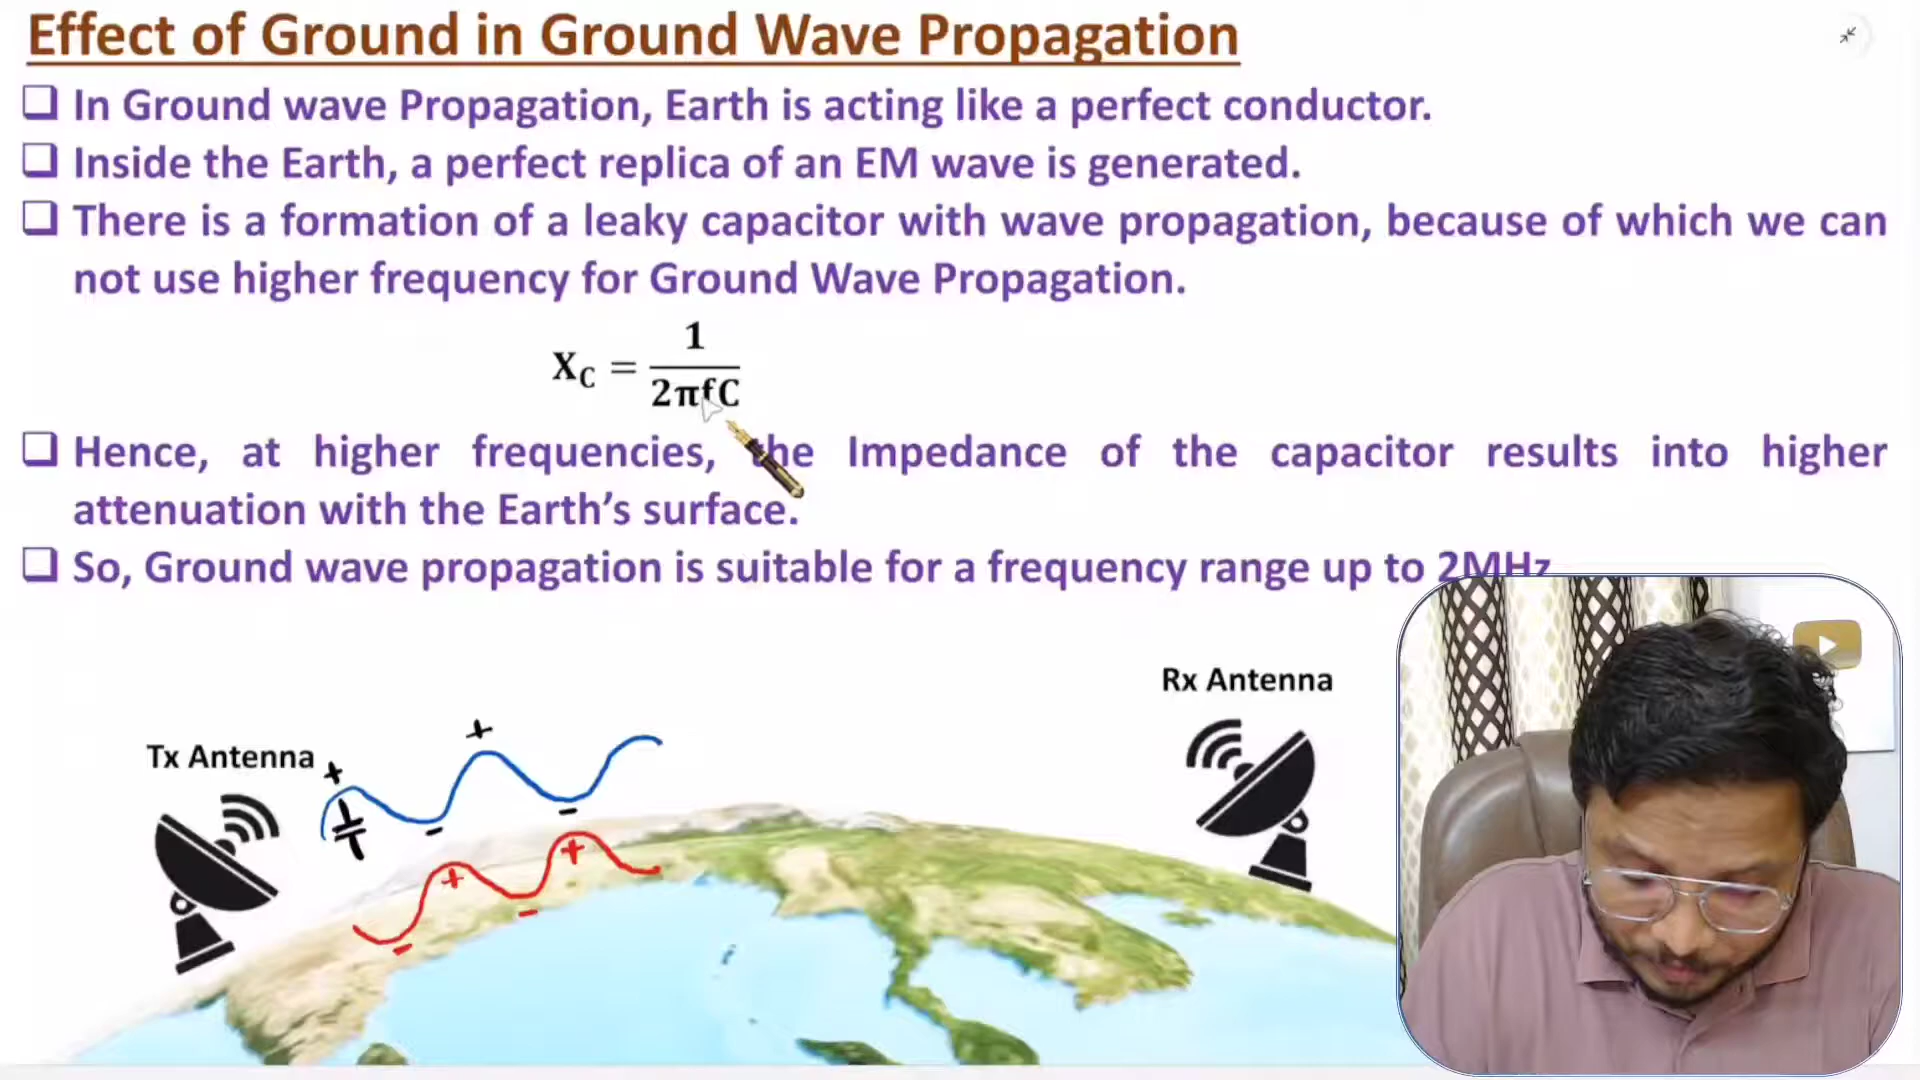 Effect of Ground in Ground Wave Propagation
In Ground wave Propagation, Earth is acting like a perfect conductor.
Inside the Earth, a perfect replica of an EM wave is generated.
There is a formation of a leaky capacitor with wave propagation, because of which we can
not use higher frequency for Ground Wave Propagation.
X_C = 1 / 2πfC
Hence, at higher frequencies, the Impedance of the capacitor results into higher
attenuation with the Earth’s surface.
So, Ground wave propagation is suitable for a frequency range up to 2MHz
Rx Antenna
Tx Antenna
+ +
- -
+ +
- -